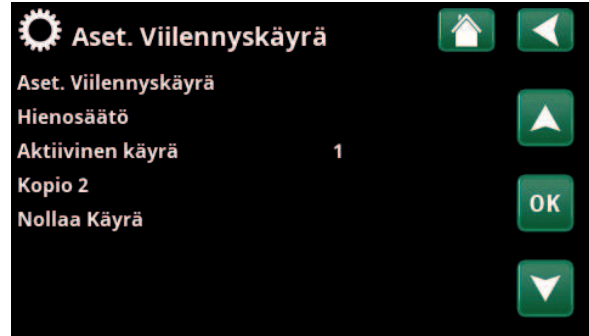 Aset. Viilennyskäyrä
Aset. Viilennyskäyrä
Hienosäätö
Aktiivinen käyrä 1
Kopio 2
OK
Nollaa Käyrä